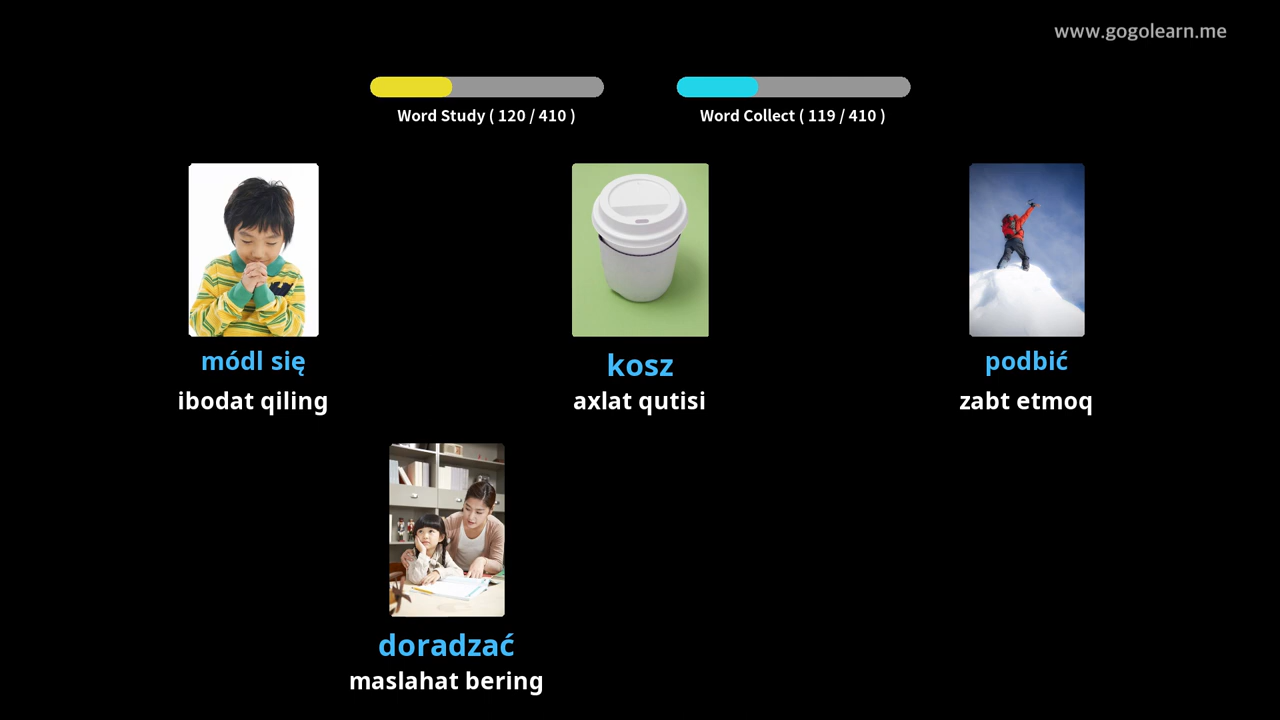 www.gogolearn.me
Word Study ( 120 / 410 )
Word Collect ( 119 / 410 )
módl się
ibodat qiling
kosz
axlat qutisi
podbić
zabt etmoq
doradzać
maslahat bering